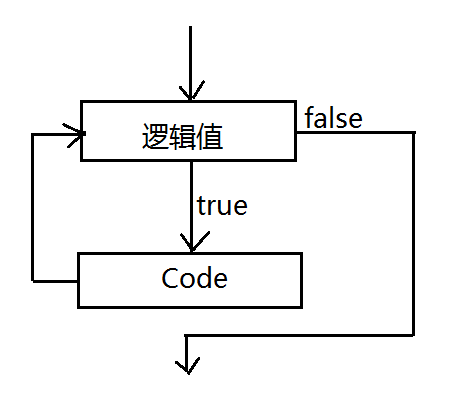 逻辑值
false
true
Code